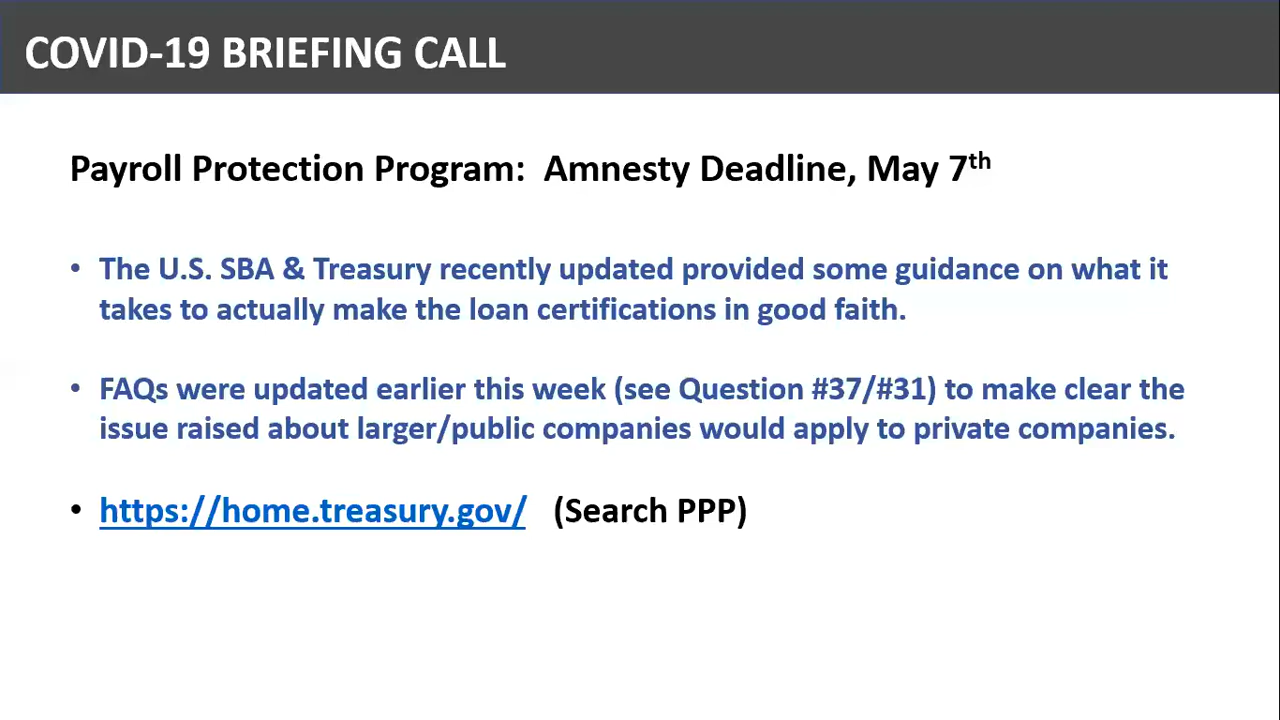 COVID-19 BRIEFING CALL
Payroll Protection Program: Amnesty Deadline, May 7th
• The U.S. SBA & Treasury recently updated provided some guidance on what it
takes to actually make the loan certifications in good faith.
• FAQs were updated earlier this week (see Question #37/#31) to make clear the
issue raised about larger/public companies would apply to private companies.
• https://home.treasury.gov/ (Search PPP)